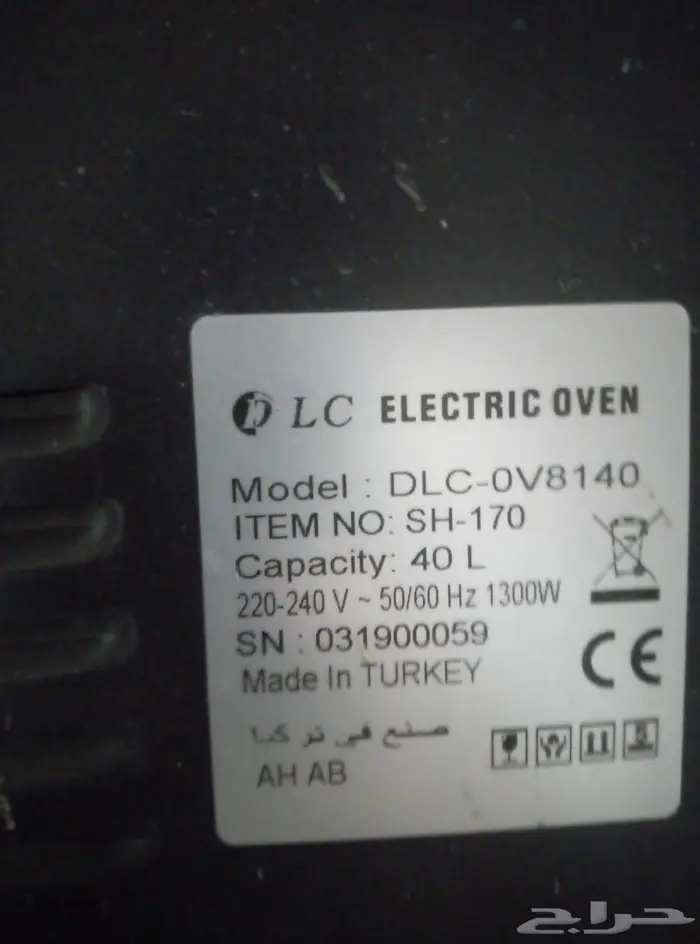 DLC ELECTRIC OVEN
Model : DLC-0V8140
ITEM NO: SH-170
Capacity: 40 L
220-240 V ~ 50/60 Hz 1300W
SN : 031900059
Made In TURKEY
صنع في تركيا
AH AB
CE
حراج